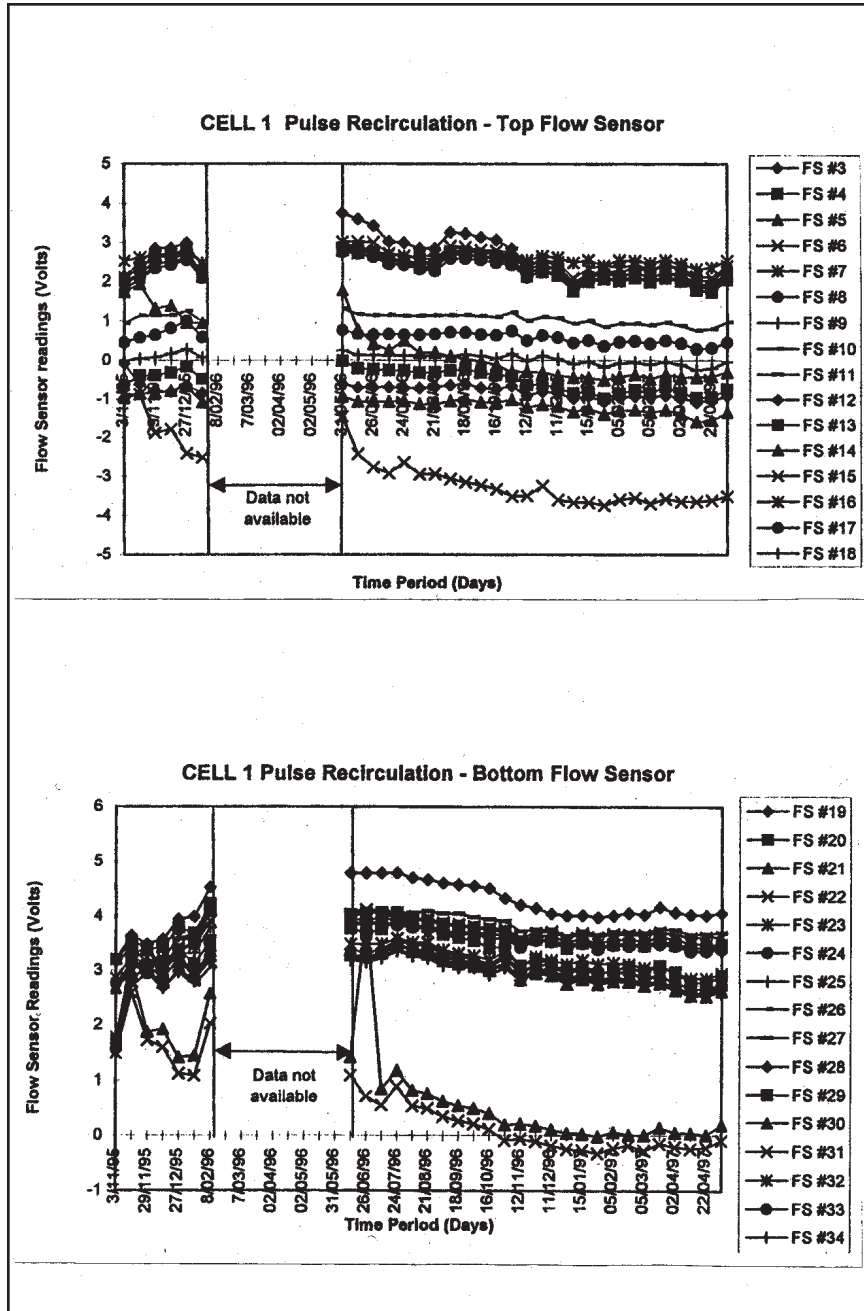 CELL 1 Pulse Recirculation - Top Flow Sensor
Flow Sensor readings (Volts)
5
4
3
2
1
0
-1
-2
-3
-4
-5
8/02/96
7/03/96
02/04/96
02/05/96
Data not
available
Time Period (Days)
FS #3
FS #4
FS #5
FS #6
FS #7
FS #8
FS #9
FS #10
FS #11
FS #12
FS #13
FS #14
FS #15
FS #16
FS #17
FS #18
CELL 1 Pulse Recirculation - Bottom Flow Sensor
Flow Sensor Readings (Volts)
6
5
4
3
2
1
0
-1
Data not
available
3/11/95
29/11/95
27/12/95
8/02/96
7/03/96
02/04/96
02/05/96
31/05/96
26/06/96
24/07/96
21/08/96
18/09/96
16/10/96
12/11/96
11/12/96
15/01/9
05/02/9
05/03/9
02/04/9
22/04/9
Time Period (Days)
FS #19
FS #20
FS #21
FS #22
FS #23
FS #24
FS #25
FS #26
FS #27
FS #28
FS #29
FS #30
FS #31
FS #32
FS #33
FS #34